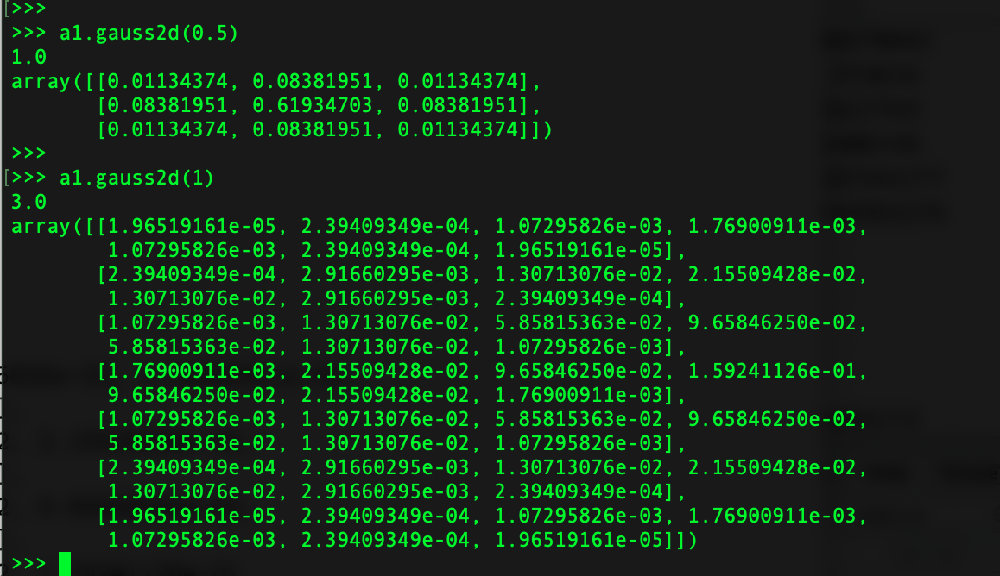 [>>>
>>> a1.gauss2d(0.5)
1.0
array([[0.01134374, 0.08381951, 0.01134374],
       [0.08381951, 0.61934703, 0.08381951],
       [0.01134374, 0.08381951, 0.01134374]])
>>>
[>>> a1.gauss2d(1)
3.0
array([[1.96519161e-05, 2.39409349e-04, 1.07295826e-03, 1.76900911e-03,
        1.07295826e-03, 2.39409349e-04, 1.96519161e-05],
       [2.39409349e-04, 2.91660295e-03, 1.30713076e-02, 2.15509428e-02,
        1.30713076e-02, 2.91660295e-03, 2.39409349e-04],
       [1.07295826e-03, 1.30713076e-02, 5.85815363e-02, 9.65846250e-02,
        5.85815363e-02, 1.30713076e-02, 1.07295826e-03],
       [1.76900911e-03, 2.15509428e-02, 9.65846250e-02, 1.59241126e-01,
        9.65846250e-02, 2.15509428e-02, 1.76900911e-03],
       [1.07295826e-03, 1.30713076e-02, 5.85815363e-02, 9.65846250e-02,
        5.85815363e-02, 1.30713076e-02, 1.07295826e-03],
       [2.39409349e-04, 2.91660295e-03, 1.30713076e-02, 2.15509428e-02,
        1.30713076e-02, 2.91660295e-03, 2.39409349e-04],
       [1.96519161e-05, 2.39409349e-04, 1.07295826e-03, 1.76900911e-03,
        1.07295826e-03, 2.39409349e-04, 1.96519161e-05]])
>>>